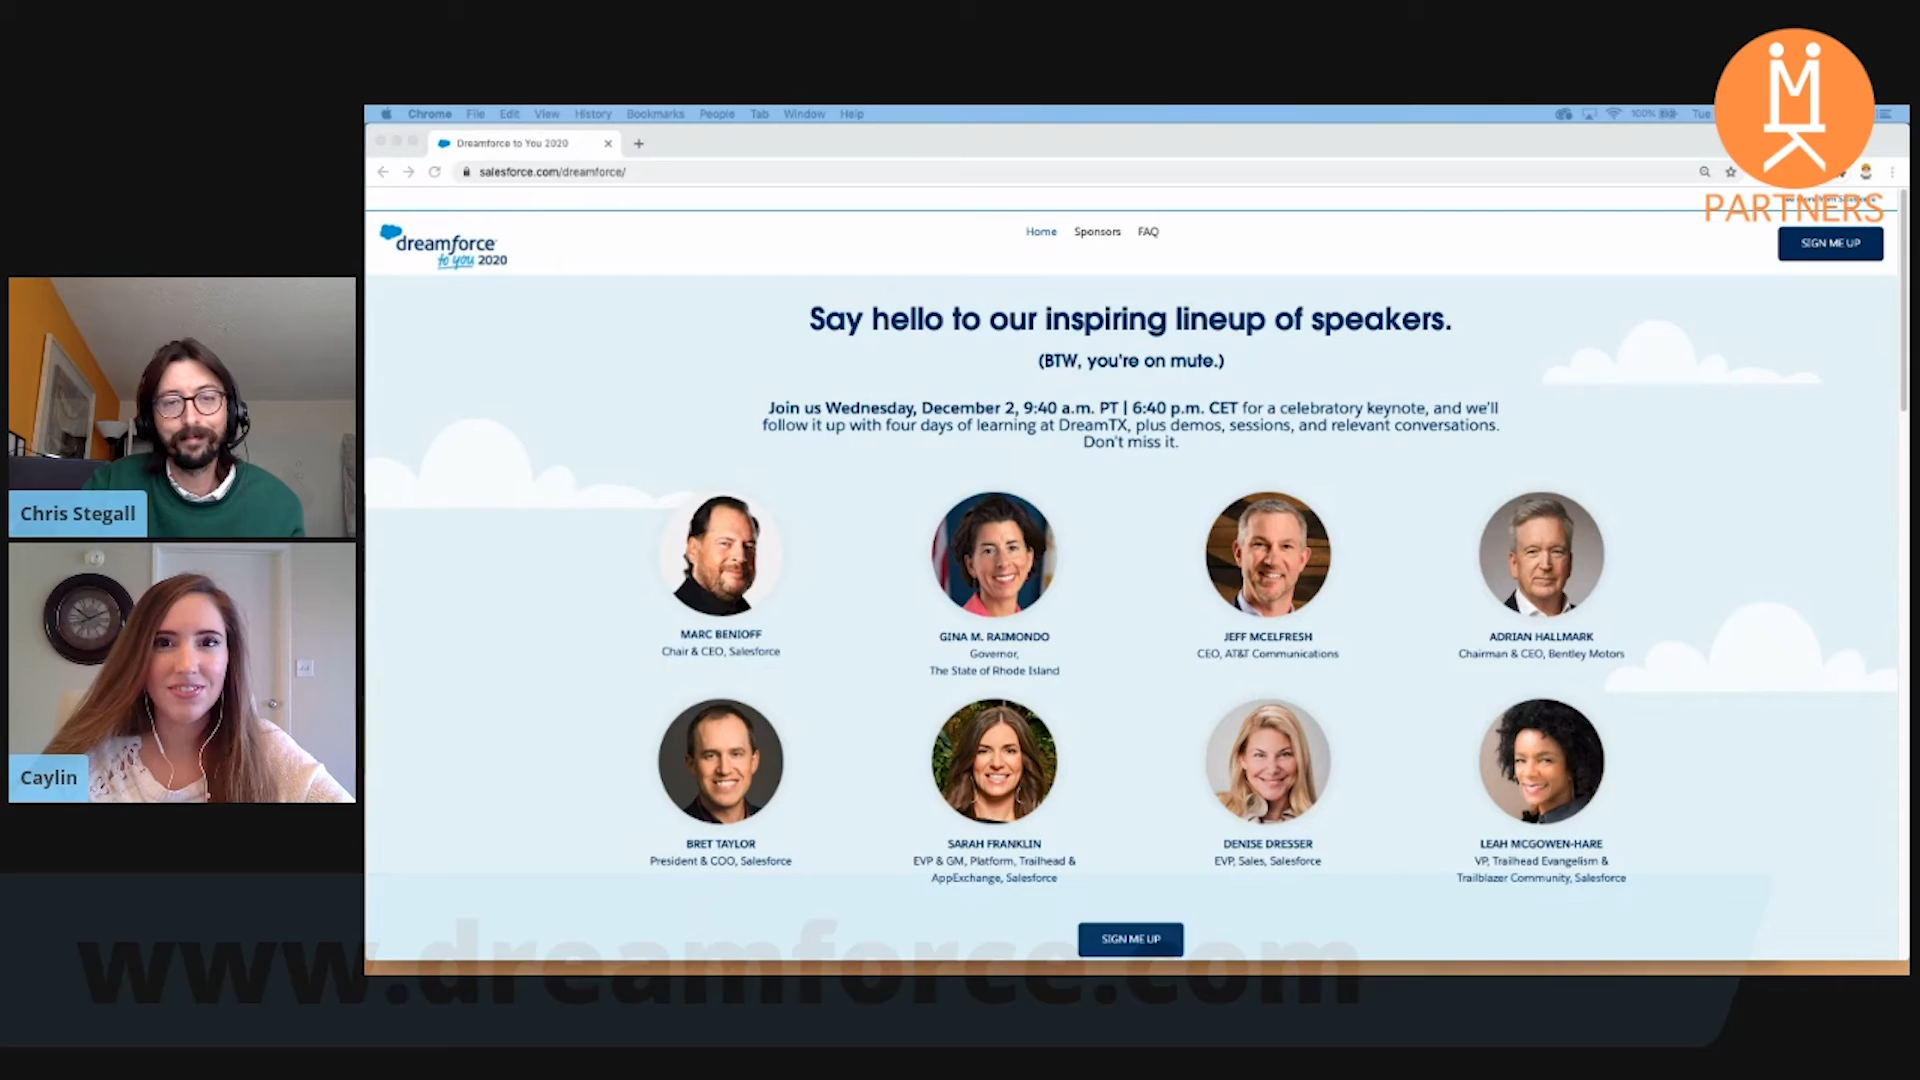 PARTNERS
Chrome File Edit View History Bookmarks People Tab Window Help
100%
Tue
Dreamforce to You 2020
salesforce.com/dreamforce/
dreamforce
to you 2020
Home Sponsors FAQ
SIGN ME UP
Say hello to our inspiring lineup of speakers.
(BTW, you're on mute.)
Join us Wednesday, December 2, 9:40 a.m. PT | 6:40 p.m. CET for a celebratory keynote, and we'll
follow it up with four days of learning at DreamTX, plus demos, sessions, and relevant conversations.
Don't miss it.
Chris Stegall
Caylin
MARC BENIOFF
Chair & CEO, Salesforce
GINA M. RAIMONDO
Governor,
The State of Rhode Island
JEFF MCELFRESH
CEO, AT&T Communications
ADRIAN HALLMARK
Chairman & CEO, Bentley Motors
BRET TAYLOR
President & COO, Salesforce
SARAH FRANKLIN
EVP & GM, Platform, Trailhead &
AppExchange, Salesforce
DENISE DRESSER
EVP, Sales, Salesforce
LEAH MCGOWEN-HARE
VP, Trailhead Evangelism &
Trailblazer Community, Salesforce
SIGN ME UP
www.dreamforce.com